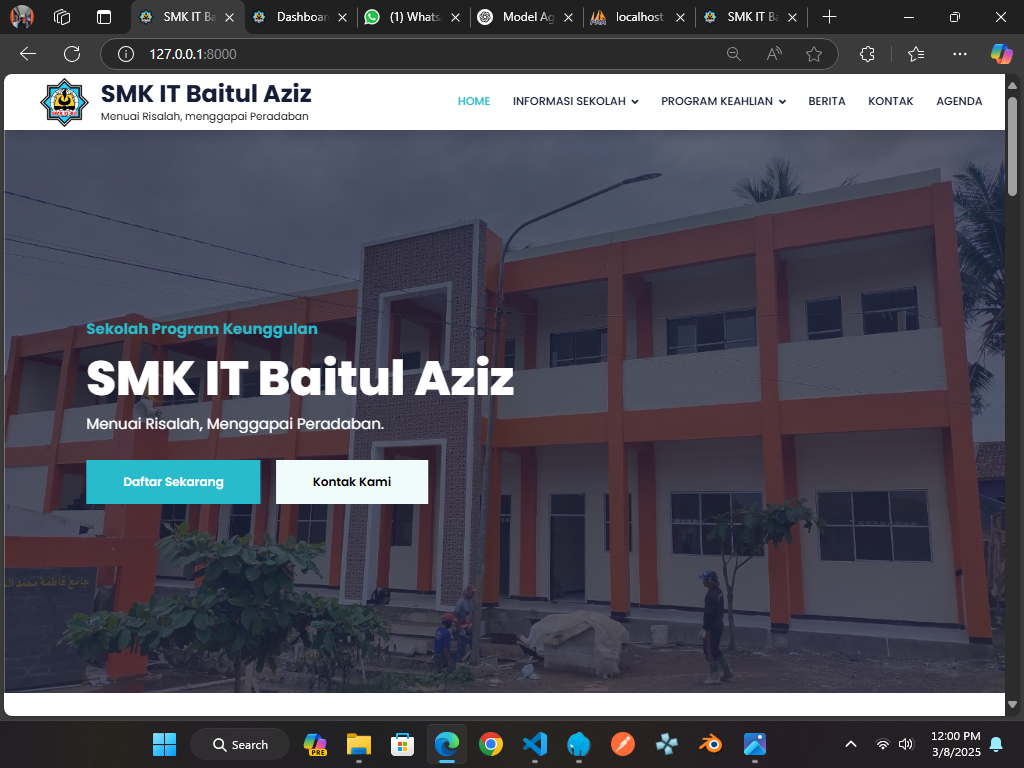 SMK IT Ba
Dashboar
(1) Whats
Model Ag
localhost
SMK IT Ba
127.0.0.1:8000
SMK IT Baitul Aziz
Menuai Risalah, menggapai Peradaban
HOME
INFORMASI SEKOLAH
PROGRAM KEAHLIAN
BERITA
KONTAK
AGENDA
Sekolah Program Keunggulan
SMK IT Baitul Aziz
Menuai Risalah, Menggapai Peradaban.
Daftar Sekarang
Kontak Kami
Search
PRE
12:00 PM
3/8/2025